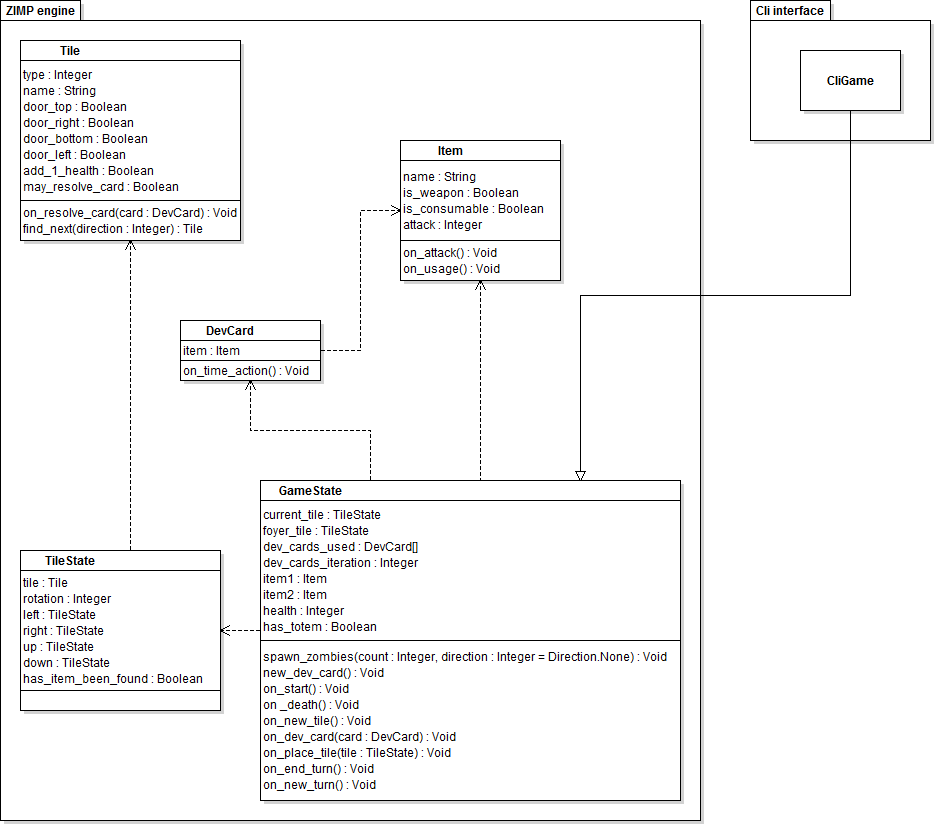 ZIMP engine
Cli interface
Tile
type : Integer
name : String
door_top : Boolean
door_right : Boolean
door_bottom : Boolean
door_left : Boolean
add_1_health : Boolean
may_resolve_card : Boolean
on_resolve_card(card : DevCard) : Void
find_next(direction : Integer) : Tile
CliGame
Item
name : String
is_weapon : Boolean
is_consumable : Boolean
attack : Integer
on_attack() : Void
on_usage() : Void
DevCard
item : Item
on_time_action() : Void
GameState
current_tile : TileState
foyer_tile : TileState
dev_cards_used : DevCard[]
dev_cards_iteration : Integer
item1 : Item
item2 : Item
health : Integer
has_totem : Boolean
spawn_zombies(count : Integer, direction : Integer = Direction.None) : Void
new_dev_card() : Void
on_start() : Void
on _death() : Void
on_new_tile() : Void
on_dev_card(card : DevCard) : Void
on_place_tile(tile : TileState) : Void
on_end_turn() : Void
on_new_turn() : Void
TileState
tile : Tile
rotation : Integer
left : TileState
right : TileState
up : TileState
down : TileState
has_item_been_found : Boolean